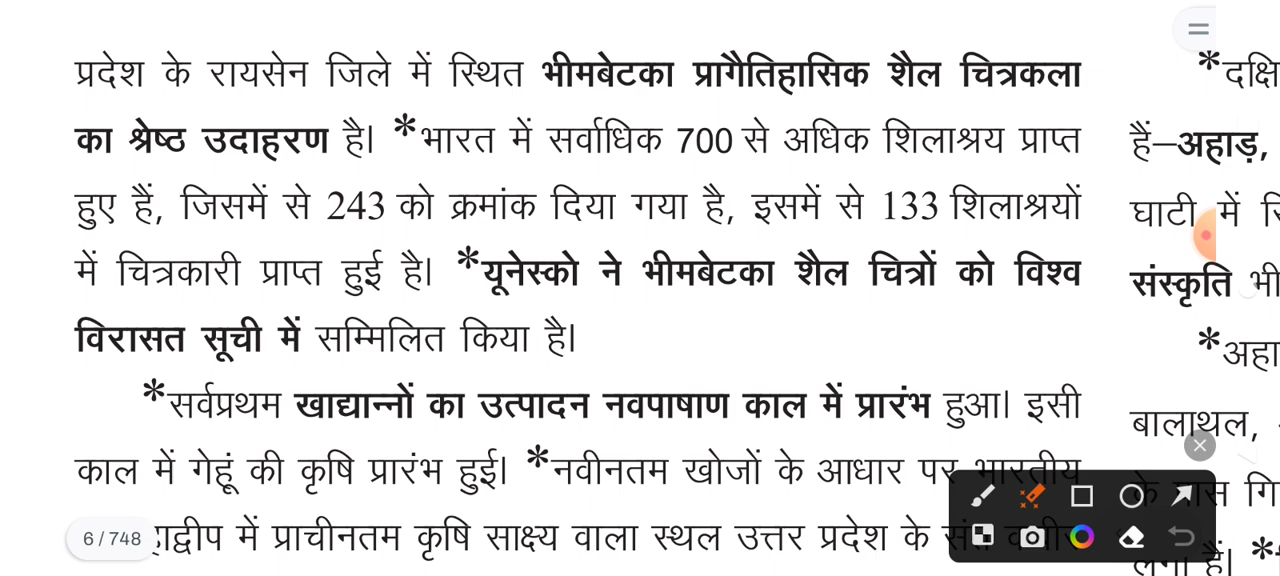 प्रदेश के रायसेन जिले में स्थित भीमबेटका प्रागैतिहासिक शैल चित्रकला
का श्रेष्ठ उदाहरण है। *भारत में सर्वाधिक 700 से अधिक शिलाश्रय प्राप्त
हुए हैं, जिसमें से 243 को क्रमांक दिया गया है, इसमें से 133 शिलाश्रयों
में चित्रकारी प्राप्त हुई है। *यूनेस्को ने भीमबेटका शैल चित्रों को विश्व
विरासत सूची में सम्मिलित किया है।
*सर्वप्रथम खाद्यान्नों का उत्पादन नवपाषाण काल में प्रारंभ हुआ। इसी
काल में गेहूं की कृषि प्रारंभ हुई। *नवीनतम खोजों के आधार पर भारतीय
में प्राचीनतम कृषि साक्ष्य वाला स्थल उत्तर प्रदेश के संत
6 / 748
*दक्षि
हैं–अहाड़,
घाटी में
संस्कृति भी
*अहा
बालाथल,
के पास गि
हैं।